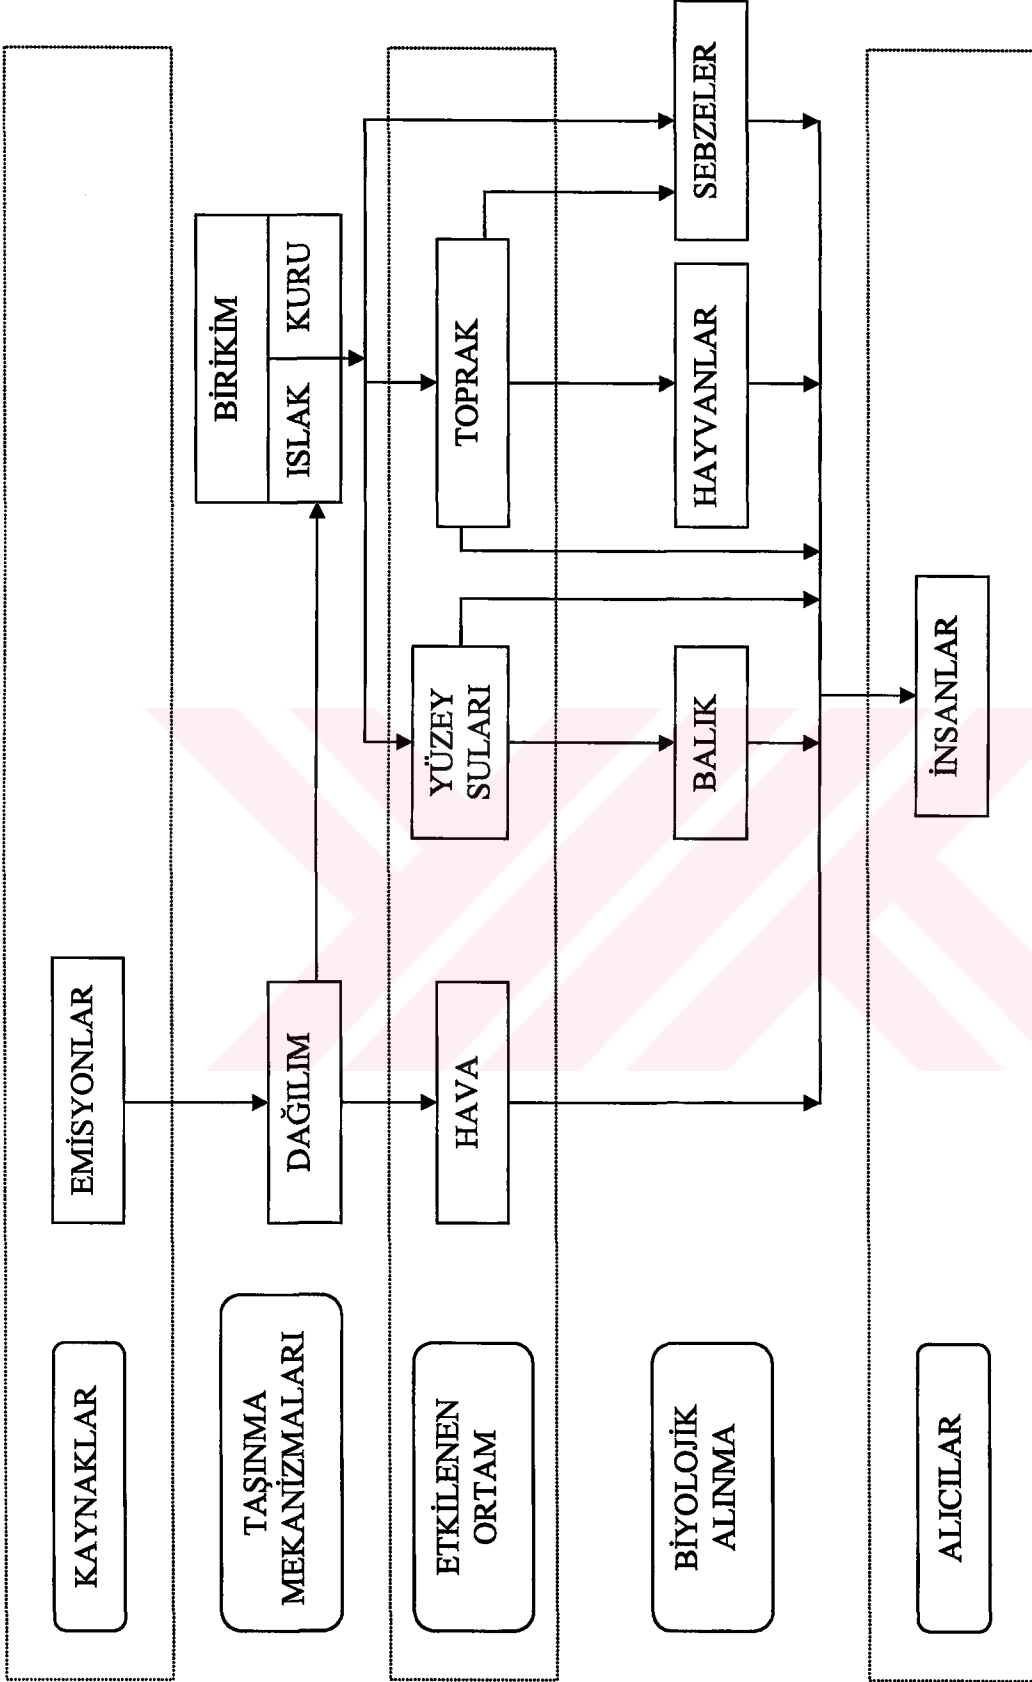 KAYNAKLAR
EMİSYONLAR
TAŞINMA
MEKANİZMALARI
DAĞILIM
BİRİKİM
ISLAK
KURU
ETKİLENEN
ORTAM
HAVA
YÜZEY
SULARI
TOPRAK
BİYOLOJİK
ALINMA
BALIK
HAYVANLAR
SEBZELER
ALICILAR
İNSANLAR